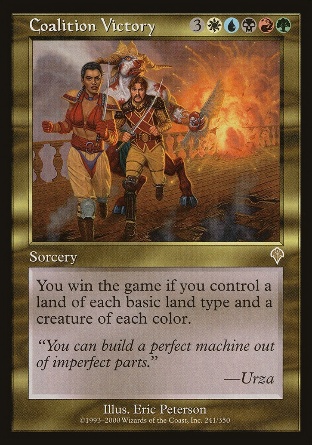 Coalition Victory 3
Sorcery
You win the game if you control a
land of each basic land type and a
creature of each color.
“You can build a perfect machine out
of imperfect parts.”
—Urza
Illus. Eric Peterson
©1993–2000 Wizards of the Coast, Inc. 241/350